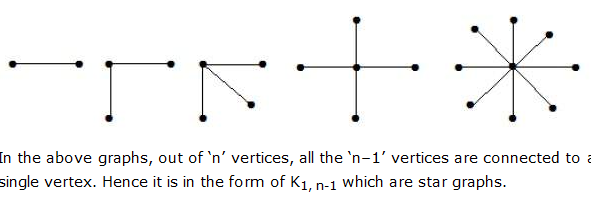 In the above graphs, out of ‘n’ vertices, all the ‘n–1’ vertices are connected to a
single vertex. Hence it is in the form of K1, n-1 which are star graphs.